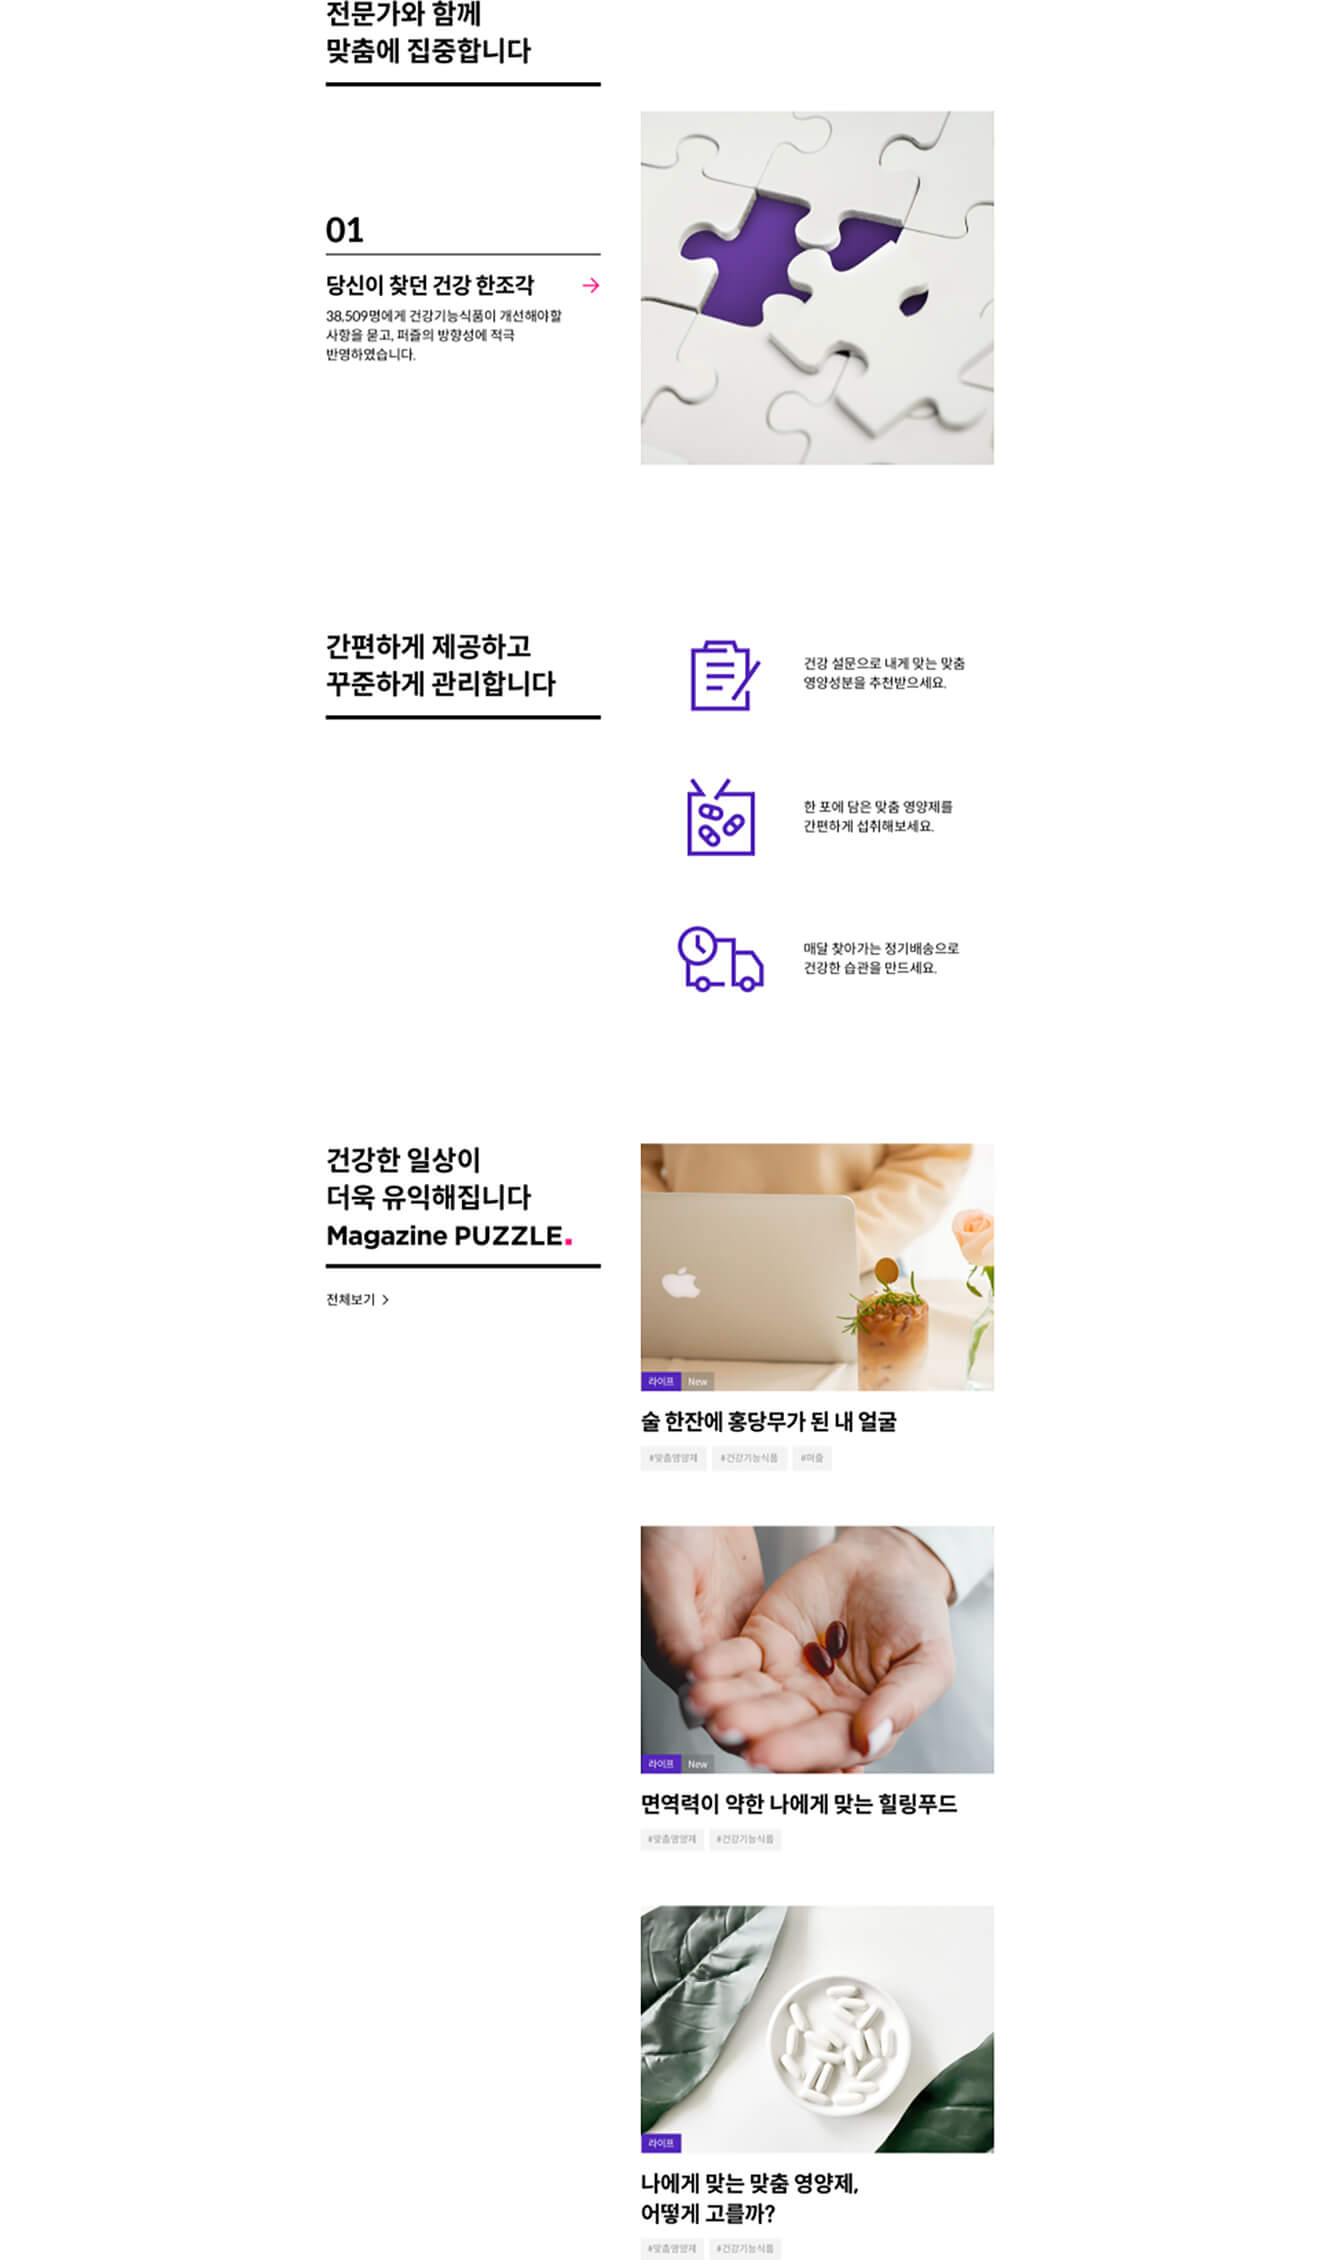 전문가와 함께
맞춤에 집중합니다
01
당신이 찾던 건강 한조각
38,509명에게 건강기능식품이 개선해야할
사항을 묻고, 퍼즐의 방향성에 적극
반영하였습니다.
간편하게 제공하고
꾸준하게 관리합니다
건강 설문으로 내게 맞는 맞춤
영양성분을 추천받으세요.
한 포에 담은 맞춤 영양제를
간편하게 섭취해보세요.
매달 찾아가는 정기배송으로
건강한 습관을 만드세요.
건강한 일상이
더욱 유익해집니다
Magazine PUZZLE.
전체보기 >
라이프 New
술 한잔에 홍당무가 된 내 얼굴
#맞춤영양제 #건강기능식품 #퍼즐
라이프 New
면역력이 약한 나에게 맞는 힐링푸드
#맞춤영양제 #건강기능식품
라이프
나에게 맞는 맞춤 영양제,
어떻게 고를까?
#맞춤영양제 #건강기능식품